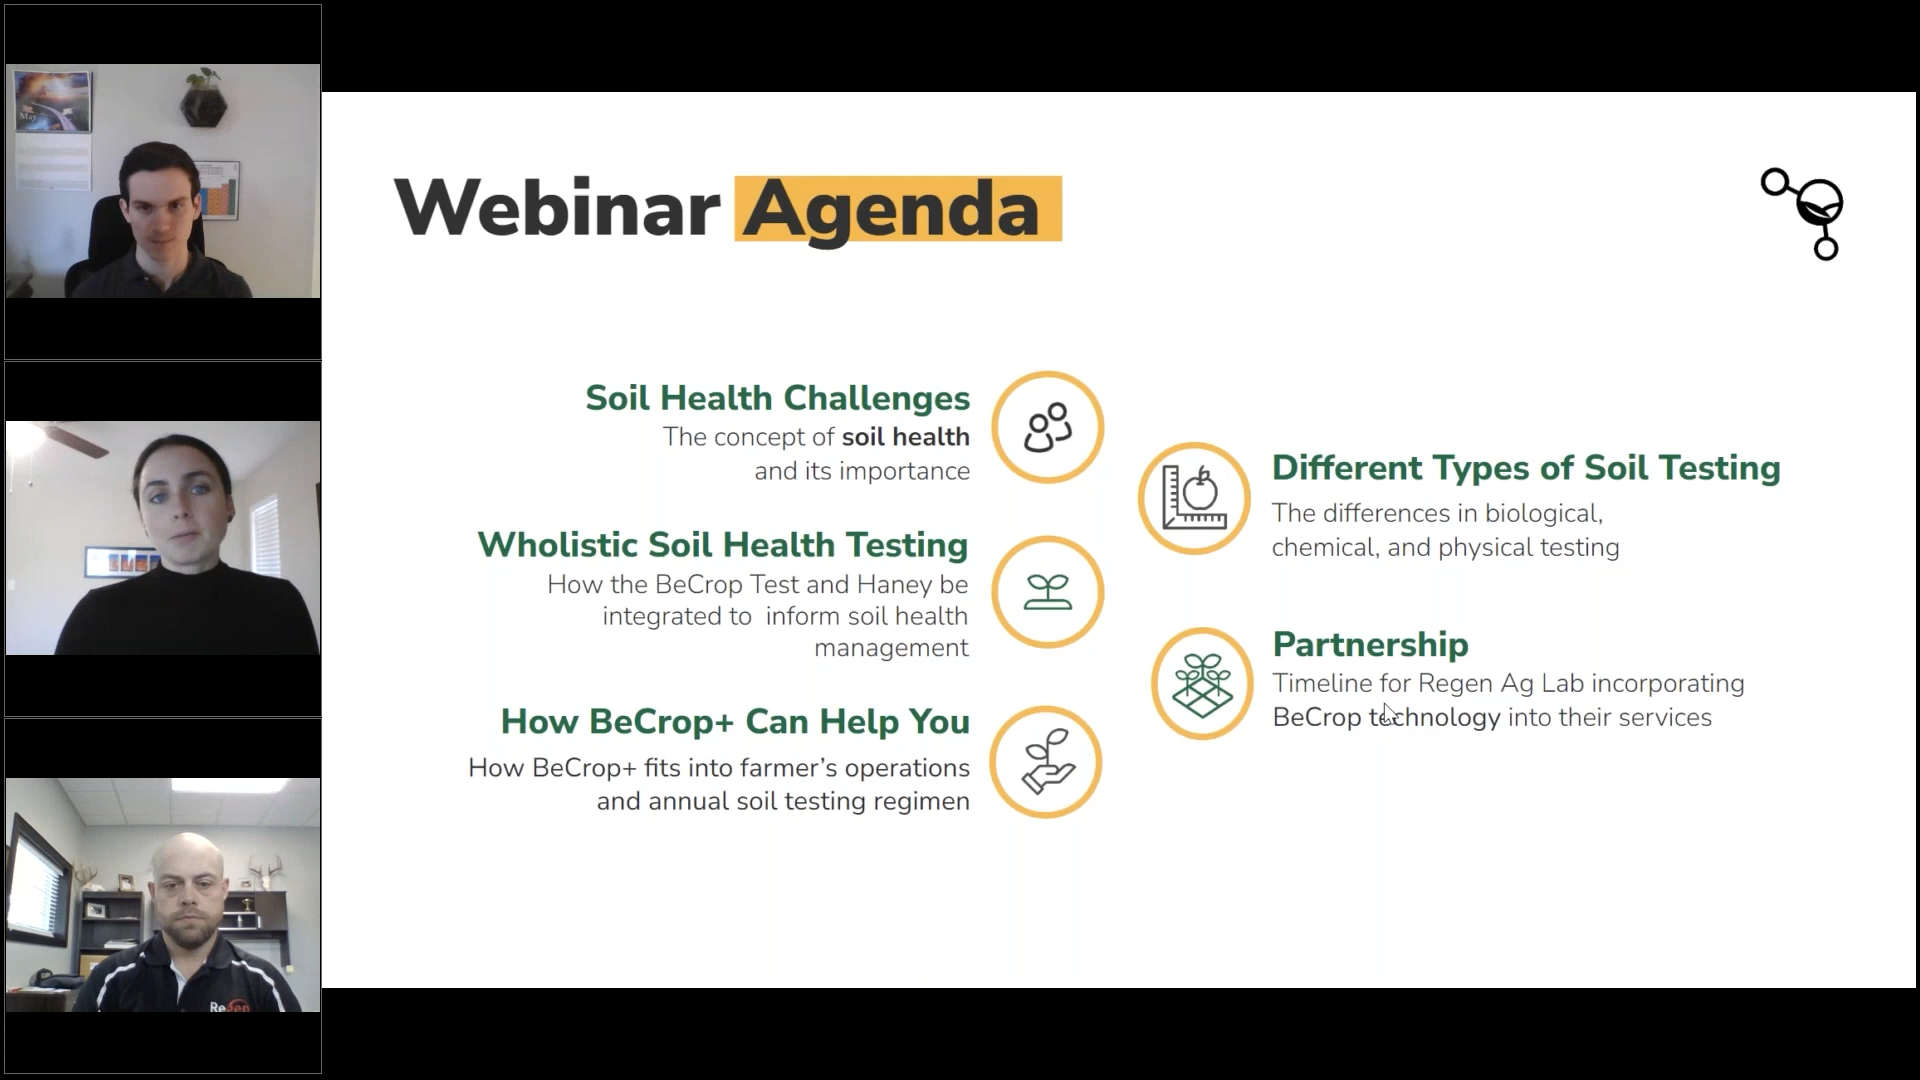 May
Webinar Agenda
Soil Health Challenges
The concept of soil health
and its importance
Wholistic Soil Health Testing
How the BeCrop Test and Haney be
integrated to  inform soil health
management
How BeCrop+ Can Help You
How BeCrop+ fits into farmer’s operations
and annual soil testing regimen
Different Types of Soil Testing
The differences in biological,
chemical, and physical testing
Partnership
Timeline for Regen Ag Lab incorporating
BeCrop technology into their services
Regen